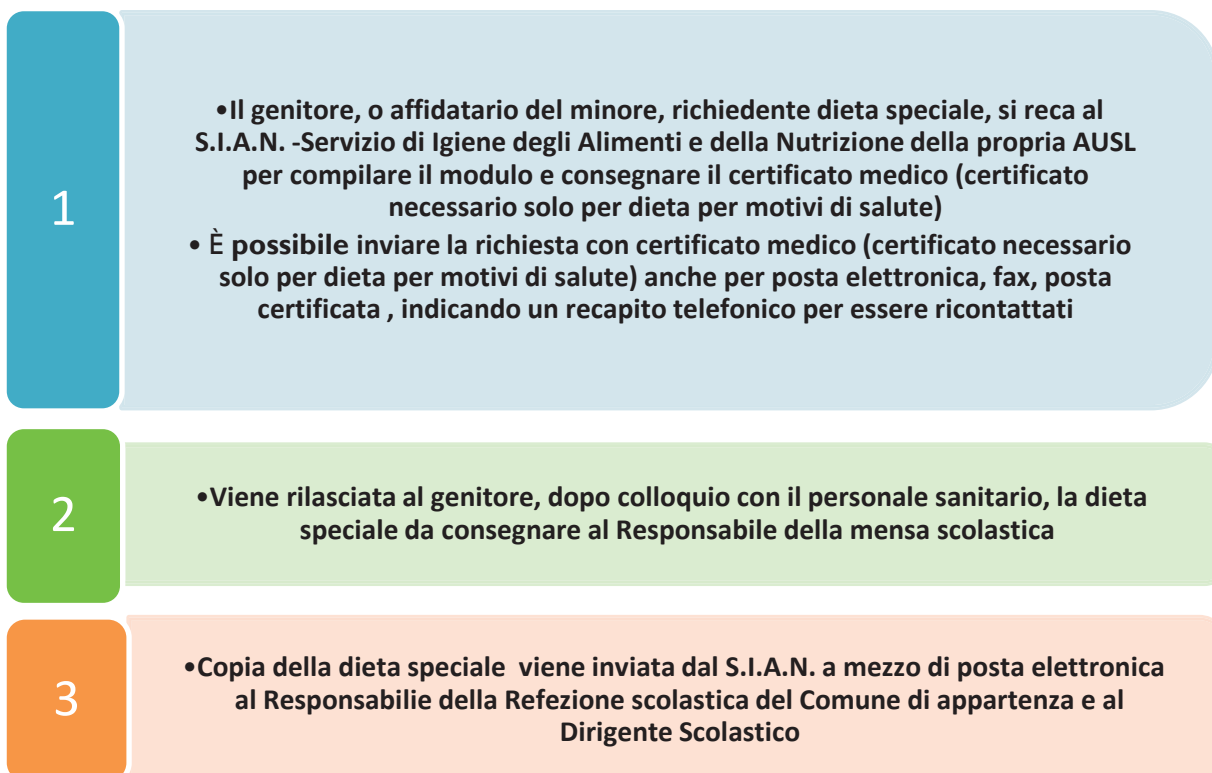 1
•Il genitore, o affidatario del minore, richiedente dieta speciale, si reca al
S.I.A.N. -Servizio di Igiene degli Alimenti e della Nutrizione della propria AUSL
per compilare il modulo e consegnare il certificato medico (certificato
necessario solo per dieta per motivi di salute)
• È possibile inviare la richiesta con certificato medico (certificato necessario
solo per dieta per motivi di salute) anche per posta elettronica, fax, posta
certificata , indicando un recapito telefonico per essere ricontattati
2
•Viene rilasciata al genitore, dopo colloquio con il personale sanitario, la dieta
speciale da consegnare al Responsabile della mensa scolastica
3
•Copia della dieta speciale  viene inviata dal S.I.A.N. a mezzo di posta elettronica
al Responsabilie della Refezione scolastica del Comune di appartenza e al
Dirigente Scolastico